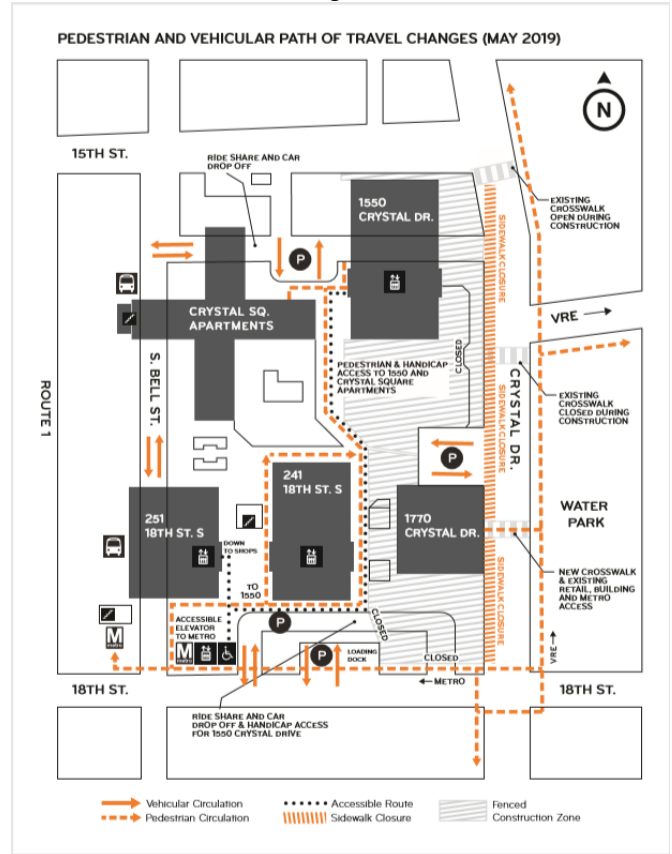 PEDESTRIAN AND VEHICULAR PATH OF TRAVEL CHANGES (MAY 2019)
N
15TH ST.
RIDE SHARE AND CAR
DROP OFF
1550
CRYSTAL DR.
EXISTING
CROSSWALK
OPEN DURING
CONSTRUCTION
SIDEWALK CLOSURE
P
CRYSTAL SQ.
APARTMENTS
VRE
S. BELL ST.
ROUTE 1
CLOSED
PEDESTRIAN & HANDICAP
ACCESS TO 1550 AND
CRYSTAL SQUARE
APARTMENTS
CRYSTAL DR.
SIDEWALK CLOSURE
EXISTING
CROSSWALK
CLOSED DURING
CONSTRUCTION
P
241
18TH ST. S
251
18TH ST. S
1770
CRYSTAL DR.
WATER
PARK
DOWN
TO SHOPS
TO
1550
SIDEWALK CLOSURE
NEW CROSSWALK
& EXISTING
RETAIL, BUILDING
AND METRO
ACCESS
ACCESSIBLE
ELEVATOR
TO METRO
P
CLOSED
M
metro
M
metro
P
LOADING
DOCK
CLOSED
VRE
METRO
18TH ST.
18TH ST.
RIDE SHARE AND CAR
DROP OFF & HANDICAP ACCESS
FOR 1550 CRYSTAL DRIVE
Vehicular Circulation
Pedestrian Circulation
Accessible Route
Sidewalk Closure
Fenced
Construction Zone